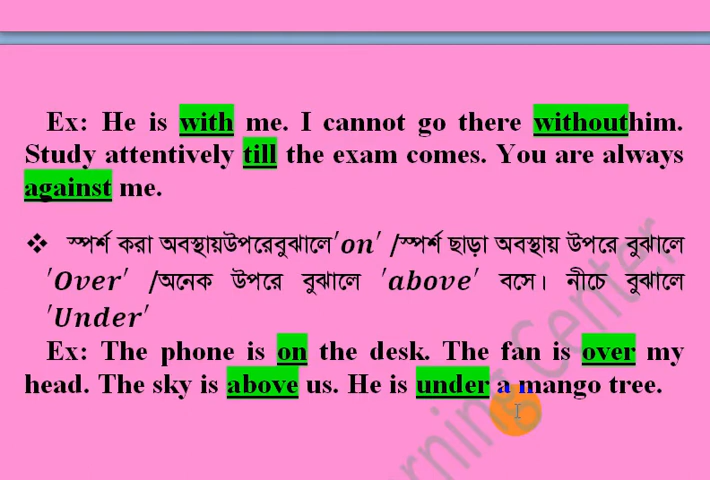 Ex: He is with me. I cannot go there withouthim.
Study attentively till the exam comes. You are always
against me.
❖ স্পর্শ করা অবস্থায়উপরেবুঝালে'on' /স্পর্শ ছাড়া অবস্থায় উপরে বুঝালে
'Over' /অনেক উপরে বুঝালে 'above' বসে। নীচে বুঝালে
'Under'
Ex: The phone is on the desk. The fan is over my
head. The sky is above us. He is under a mango tree.
rning Center